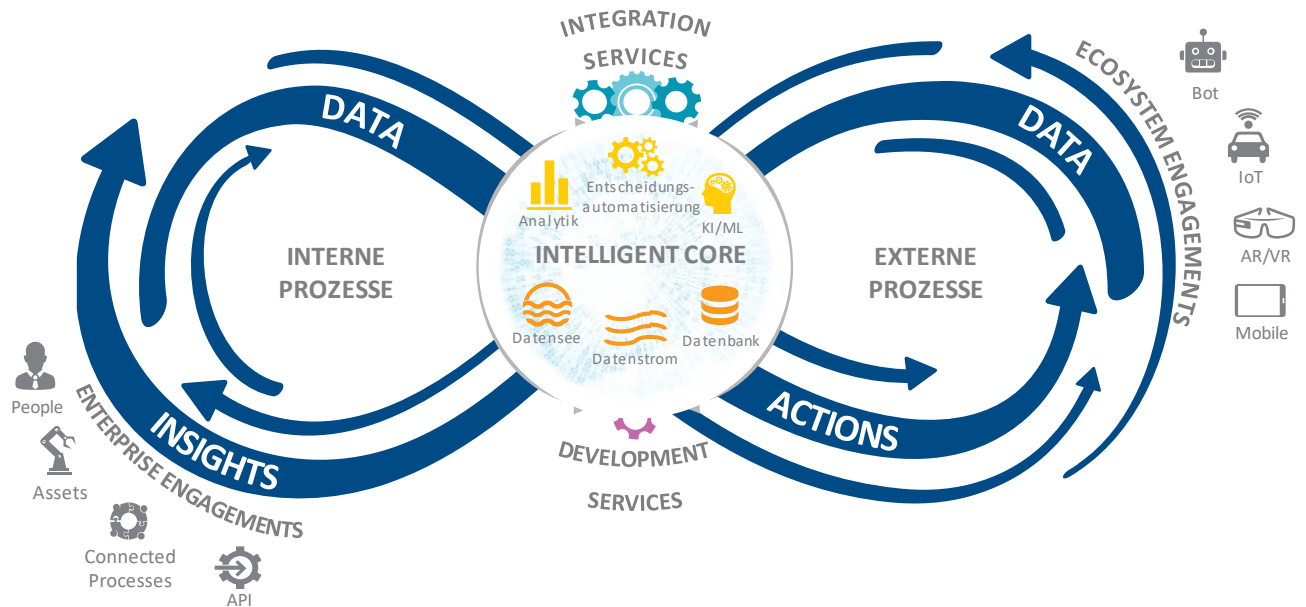 INTEGRATION
SERVICES
DATA
INTERNE
PROZESSE
INSIGHTS
ENTERPRISE ENGAGEMENTS
People
Assets
Connected
Processes
API
Analytik
Entscheidungs-
automatisierung
KI/ML
INTELLIGENT CORE
Datensee
Datenstrom
Datenbank
DEVELOPMENT
SERVICES
DATA
EXTERNE
PROZESSE
ACTIONS
ECOSYSTEM ENGAGEMENTS
Bot
IoT
AR/VR
Mobile